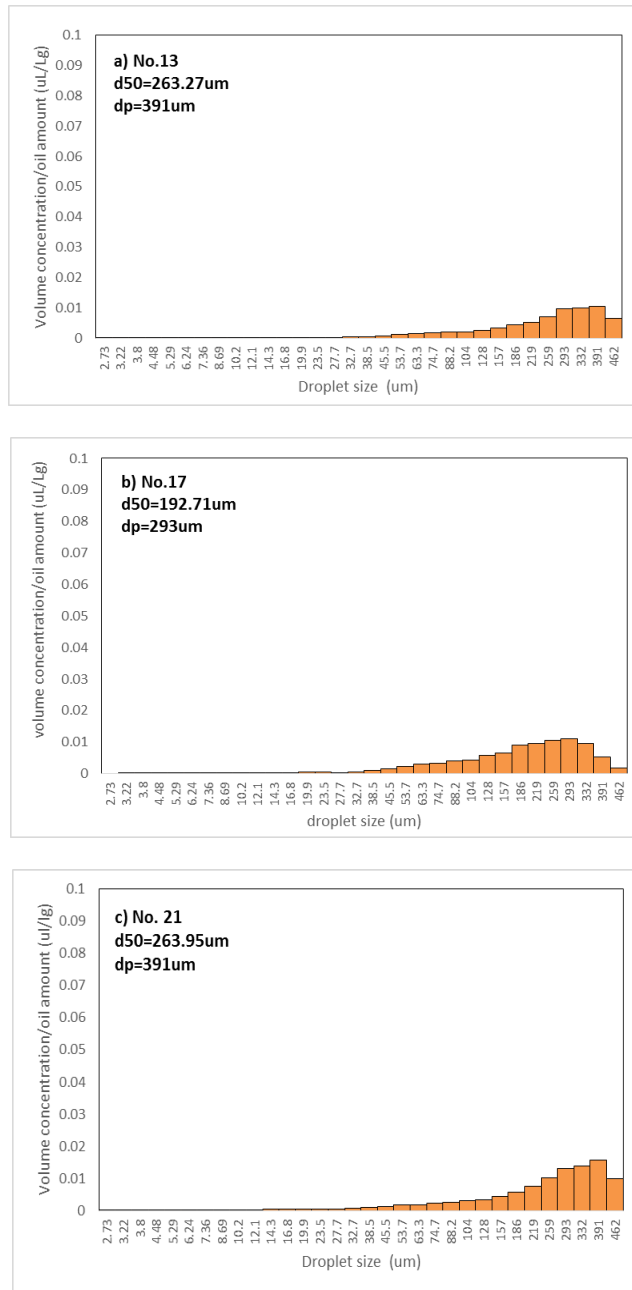 0.1
0.09
0.08
0.07
0.06
0.05
0.04
0.03
0.02
0.01
0
Volume concentration/oil amount (uL/Lg)
a) No.13
d50=263.27um
dp=391um
2.73 3.22 3.8 4.48 5.29 6.24 7.36 8.69 10.2 12.1 14.3 16.8 19.9 23.5 27.7 32.7 38.5 45.5 53.7 63.3 74.7 88.2 104 128 157 186 219 259 293 332 391 462
Droplet size (um)
0.1
0.09
0.08
0.07
0.06
0.05
0.04
0.03
0.02
0.01
0
volume concentration/oil amount (uL/Lg)
b) No.17
d50=192.71um
dp=293um
2.73 3.22 3.8 4.48 5.29 6.24 7.36 8.69 10.2 12.1 14.3 16.8 19.9 23.5 27.7 32.7 38.5 45.5 53.7 63.3 74.7 88.2 104 128 157 186 219 259 293 332 391 462
droplet size (um)
0.1
0.09
0.08
0.07
0.06
0.05
0.04
0.03
0.02
0.01
0
Volume concentration/oil amount (ul/lg)
c) No. 21
d50=263.95um
dp=391um
2.73 3.22 3.8 4.48 5.29 6.24 7.36 8.69 10.2 12.1 14.3 16.8 19.9 23.5 27.7 32.7 38.5 45.5 53.7 63.3 74.7 88.2 104 128 157 186 219 259 293 332 391 462
Droplet size (um)